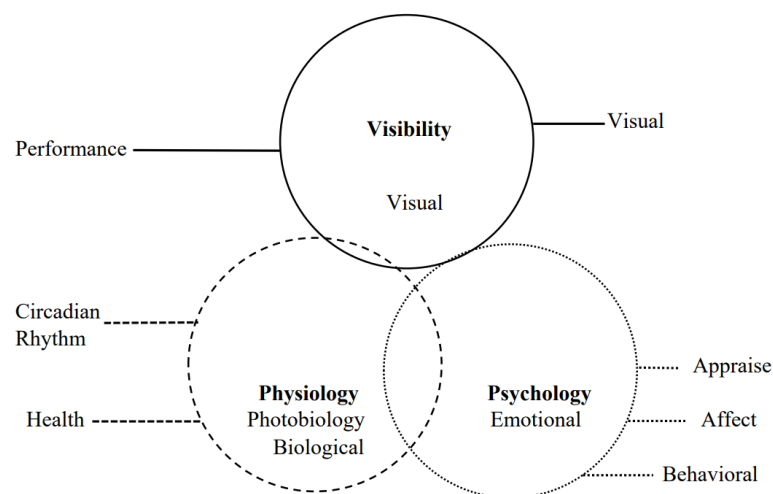 Visibility
Visual
Performance
Visual
Circadian
Rhythm
Health
Physiology
Photobiology
Biological
Psychology
Emotional
Appraise
Affect
Behavioral